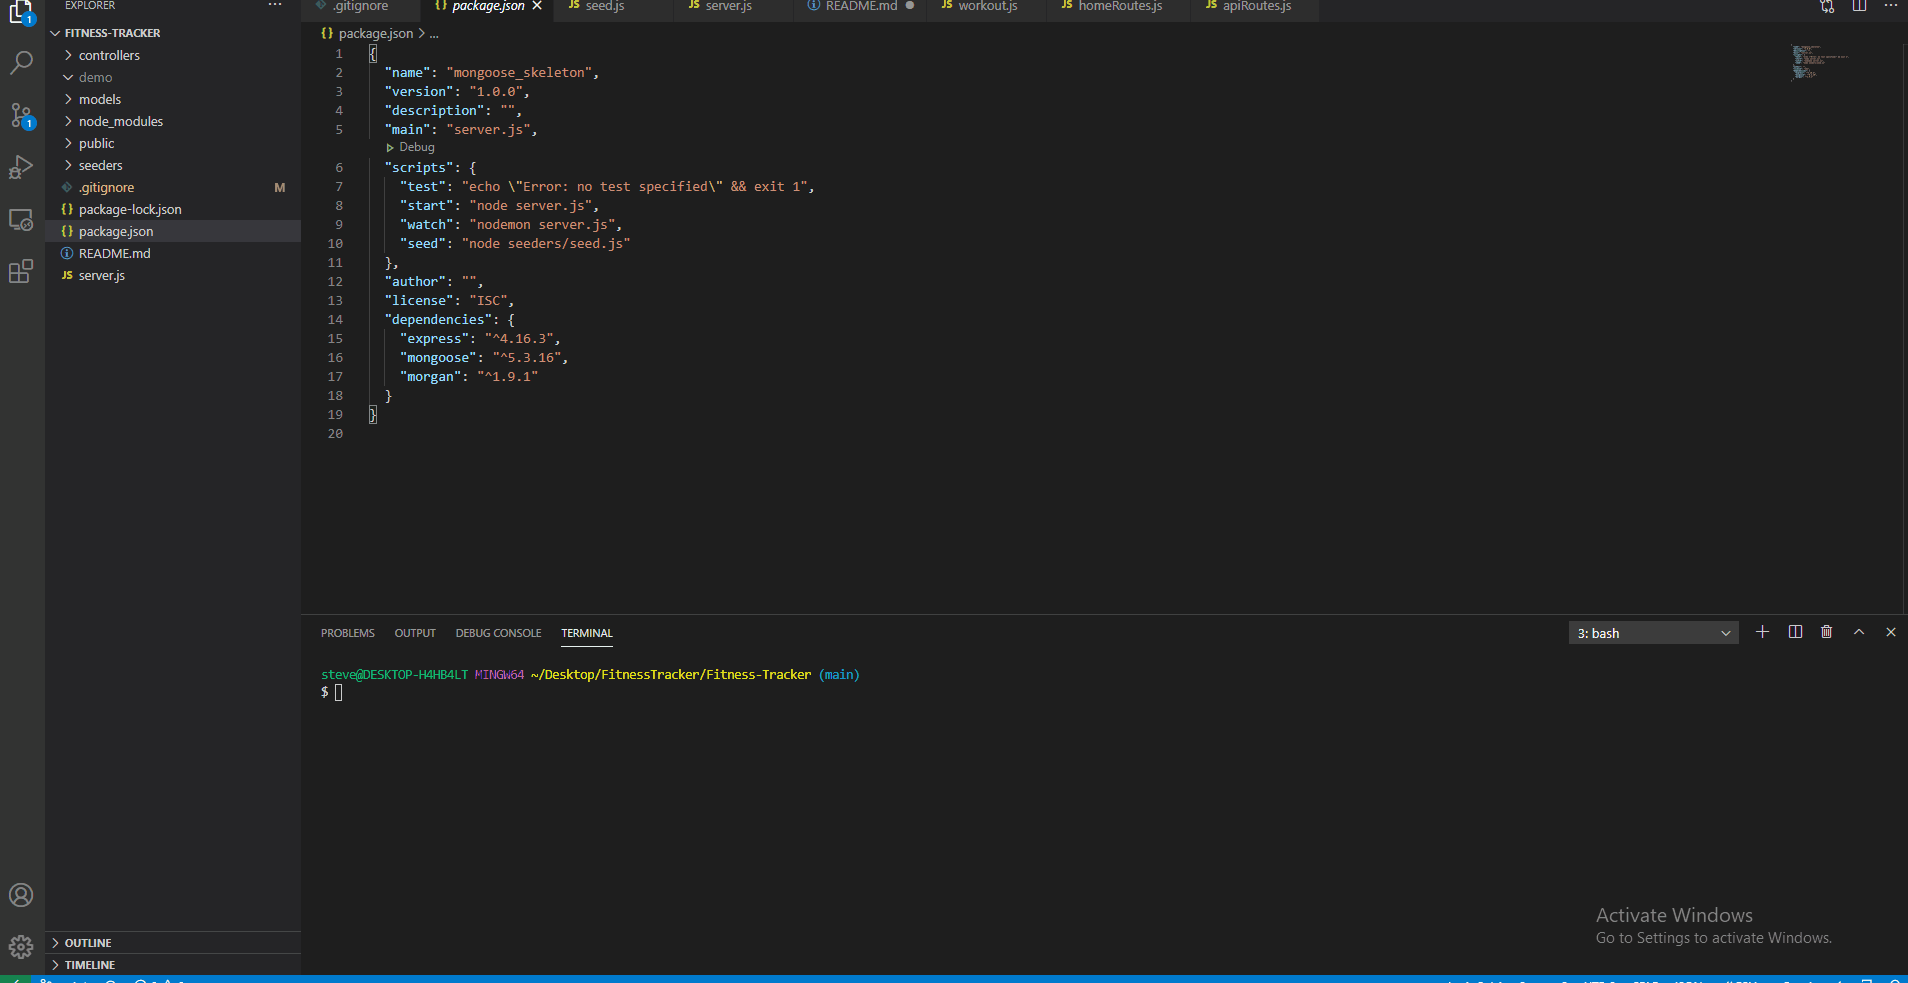 EXPLORER ...
.gitignore package.json seed.js server.js README.md workout.js homeRoutes.js apiRoutes.js
FITNESS-TRACKER
controllers
demo
models
node_modules
public
seeders
.gitignore M
package-lock.json
package.json
README.md
server.js
OUTLINE
TIMELINE
1
1
{} package.json > ...
1 {
2 "name": "mongoose_skeleton",
3 "version": "1.0.0",
4 "description": "",
5 "main": "server.js",
Debug
6 "scripts": {
7 "test": "echo \"Error: no test specified\" && exit 1",
8 "start": "node server.js",
9 "watch": "nodemon server.js",
10 "seed": "node seeders/seed.js"
11 },
12 "author": "",
13 "license": "ISC",
14 "dependencies": {
15 "express": "^4.16.3",
16 "mongoose": "^5.3.16",
17 "morgan": "^1.9.1"
18 }
19 }
20
PROBLEMS OUTPUT DEBUG CONSOLE TERMINAL 3: bash
steve@DESKTOP-H4HB4LT MINGW64 ~/Desktop/FitnessTracker/Fitness-Tracker (main)
$
Activate Windows
Go to Settings to activate Windows.